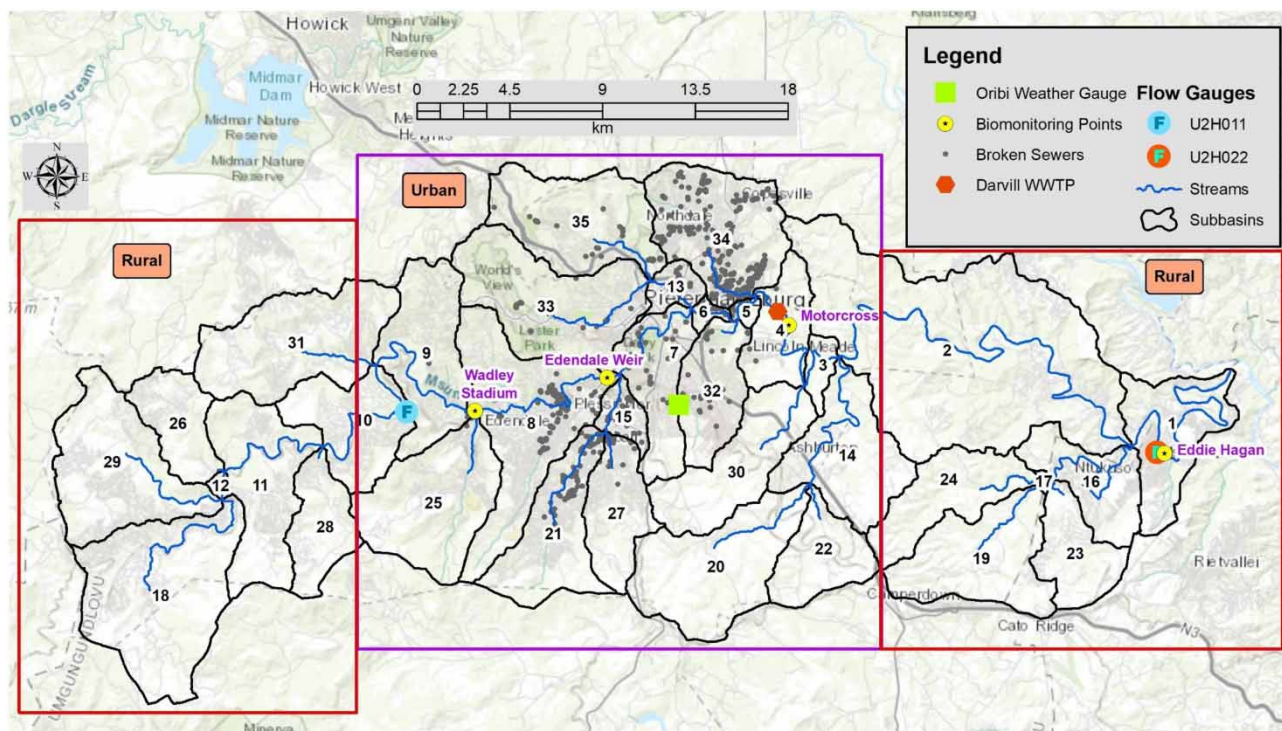 Howick
Umgeni Valley
Nature
Reserve
Midmar
Dam
Howick West
Dargle Stream
Midmar Nature
Reserve
Midmar Nature
Reserve
Heights
0 2.25 4.5 9 13.5 18
km
N
W E
S
Legend
Oribi Weather Gauge
Biomonitoring Points
Broken Sewers
Darvill WWTP
Flow Gauges
F U2H011
F U2H022
Streams
Subbasins
Rural
Urban
Rural
35
Northdale
34
World's
View
33
13
6
5
4
Motorcross
Lincoln Meade
3
2
31
9
Wadley
Stadium
Edendale Weir
7
32
10
F
Edendale
8
15
26
29
12
11
28
25
21
27
30
Ashburton
14
20
22
24
17
Ntukuso
16
1
Eddie Hagan
19
23
18
Camperdown
Cato Ridge
N3
UMGUNGUNDLOVU